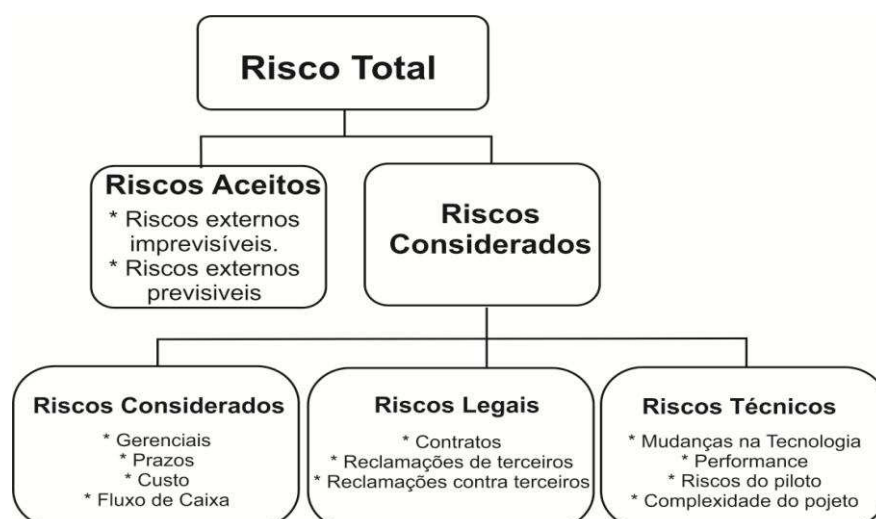 Risco Total
Riscos Aceitos
* Riscos externos
imprevisíveis.
* Riscos externos
previsiveis
Riscos
Considerados
Riscos Considerados
* Gerenciais
* Prazos
* Custo
* Fluxo de Caixa
Riscos Legais
* Contratos
* Reclamações de terceiros
* Reclamações contra terceiros
Riscos Técnicos
* Mudanças na Tecnologia
* Performance
* Riscos do piloto
* Complexidade do pojeto